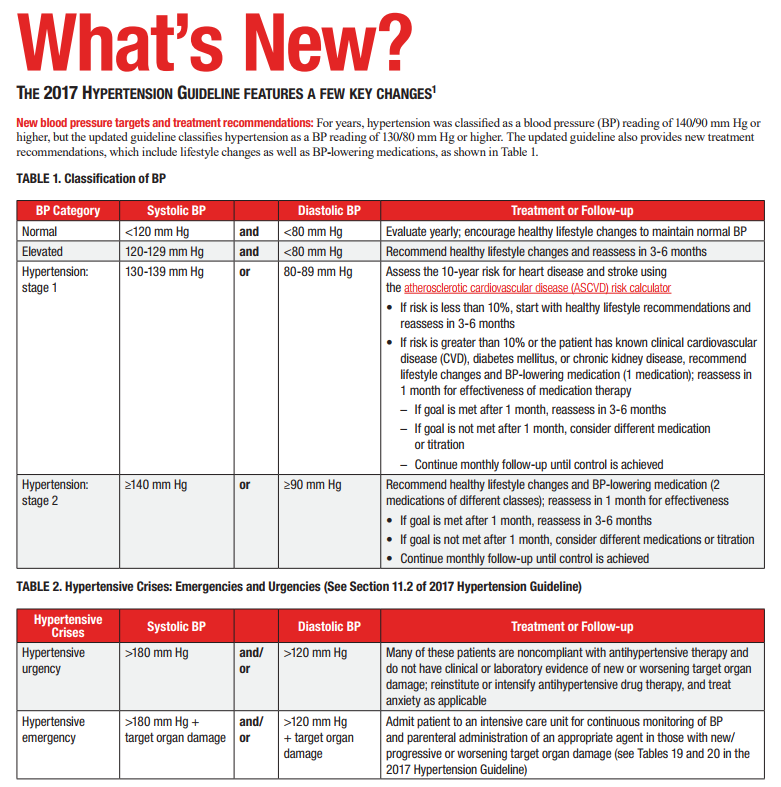 What's New?
THE 2017 HYPERTENSION GUIDELINE FEATURES A FEW KEY CHANGES1
New blood pressure targets and treatment recommendations: For years, hypertension was classified as a blood pressure (BP) reading of 140/90 mm Hg or
higher, but the updated guideline classifies hypertension as a BP reading of 130/80 mm Hg or higher. The updated guideline also provides new treatment
recommendations, which include lifestyle changes as well as BP-lowering medications, as shown in Table 1.
TABLE 1. Classification of BP
BP Category Systolic BP Diastolic BP Treatment or Follow-up
Normal <120 mm Hg and <80 mm Hg Evaluate yearly; encourage healthy lifestyle changes to maintain normal BP
Elevated 120-129 mm Hg and <80 mm Hg Recommend healthy lifestyle changes and reassess in 3-6 months
Hypertension: 130-139 mm Hg or 80-89 mm Hg Assess the 10-year risk for heart disease and stroke using
stage 1 the atherosclerotic cardiovascular disease (ASCVD) risk calculator
• If risk is less than 10%, start with healthy lifestyle recommendations and
reassess in 3-6 months
• If risk is greater than 10% or the patient has known clinical cardiovascular
disease (CVD), diabetes mellitus, or chronic kidney disease, recommend
lifestyle changes and BP-lowering medication (1 medication); reassess in
1 month for effectiveness of medication therapy
– If goal is met after 1 month, reassess in 3-6 months
– If goal is not met after 1 month, consider different medication
or titration
– Continue monthly follow-up until control is achieved
Hypertension: ≥140 mm Hg or ≥90 mm Hg Recommend healthy lifestyle changes and BP-lowering medication (2
stage 2 medications of different classes); reassess in 1 month for effectiveness
• If goal is met after 1 month, reassess in 3-6 months
• If goal is not met after 1 month, consider different medications or titration
• Continue monthly follow-up until control is achieved
TABLE 2. Hypertensive Crises: Emergencies and Urgencies (See Section 11.2 of 2017 Hypertension Guideline)
Hypertensive
Crises Systolic BP Diastolic BP Treatment or Follow-up
Hypertensive >180 mm Hg and/ >120 mm Hg Many of these patients are noncompliant with antihypertensive therapy and
urgency or do not have clinical or laboratory evidence of new or worsening target organ
damage; reinstitute or intensify antihypertensive drug therapy, and treat
anxiety as applicable
Hypertensive >180 mm Hg + and/ >120 mm Hg Admit patient to an intensive care unit for continuous monitoring of BP
emergency target organ damage or + target organ and parenteral administration of an appropriate agent in those with new/
damage progressive or worsening target organ damage (see Tables 19 and 20 in the
2017 Hypertension Guideline)